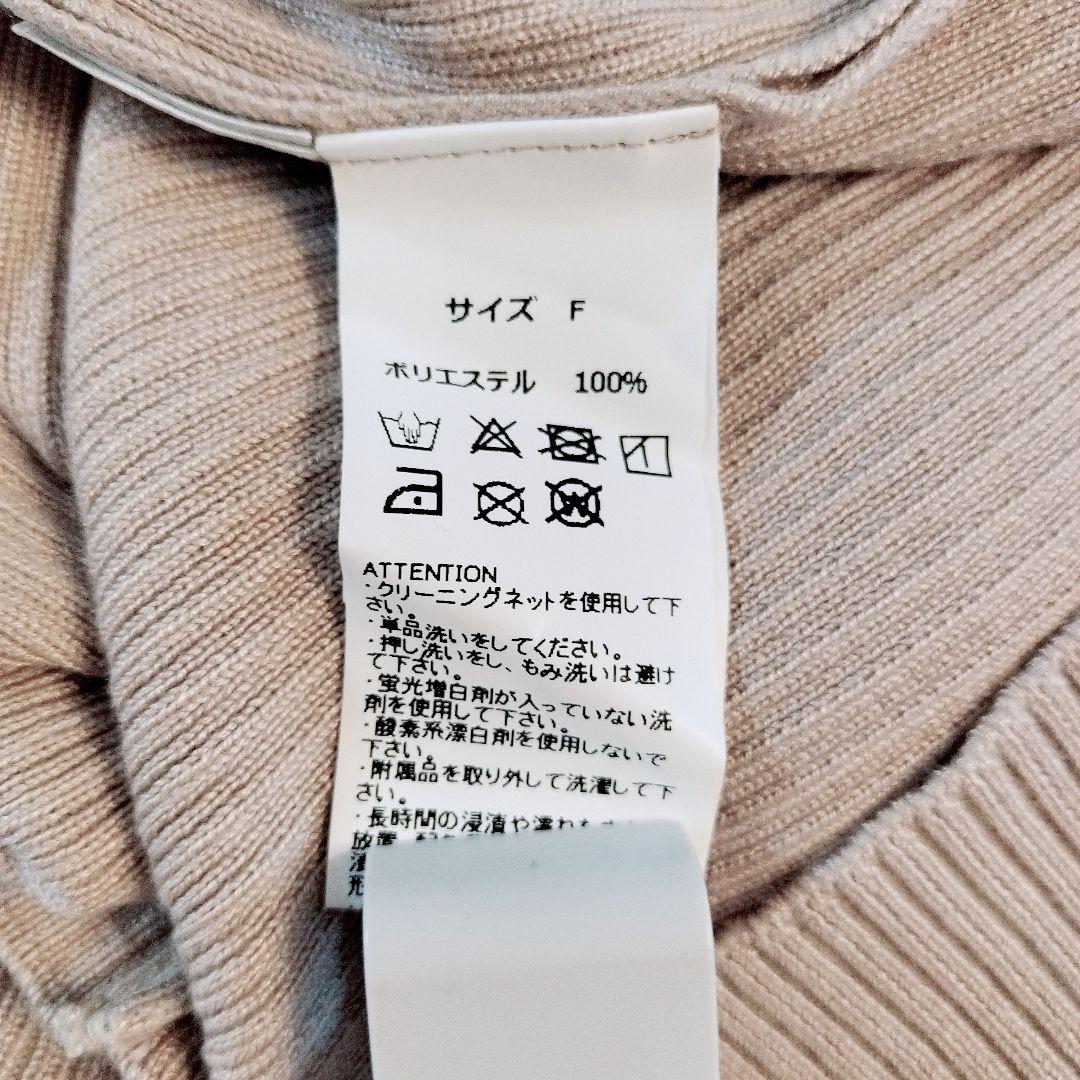 サイズ F
ポリエステル 100%
ATTENTION
・クリーニングネットを使用して下
さい。
・単品洗いをしてください。
・押し洗いをし、もみ洗いは避け
て下さい。
・蛍光増白剤が入っていない洗
剤を使用して下さい。
・酸素系漂白剤を使用しないで
下さい。
・附属品を取り外して洗濯して下
さい。
・長時間の浸漬や濡れたま
放置